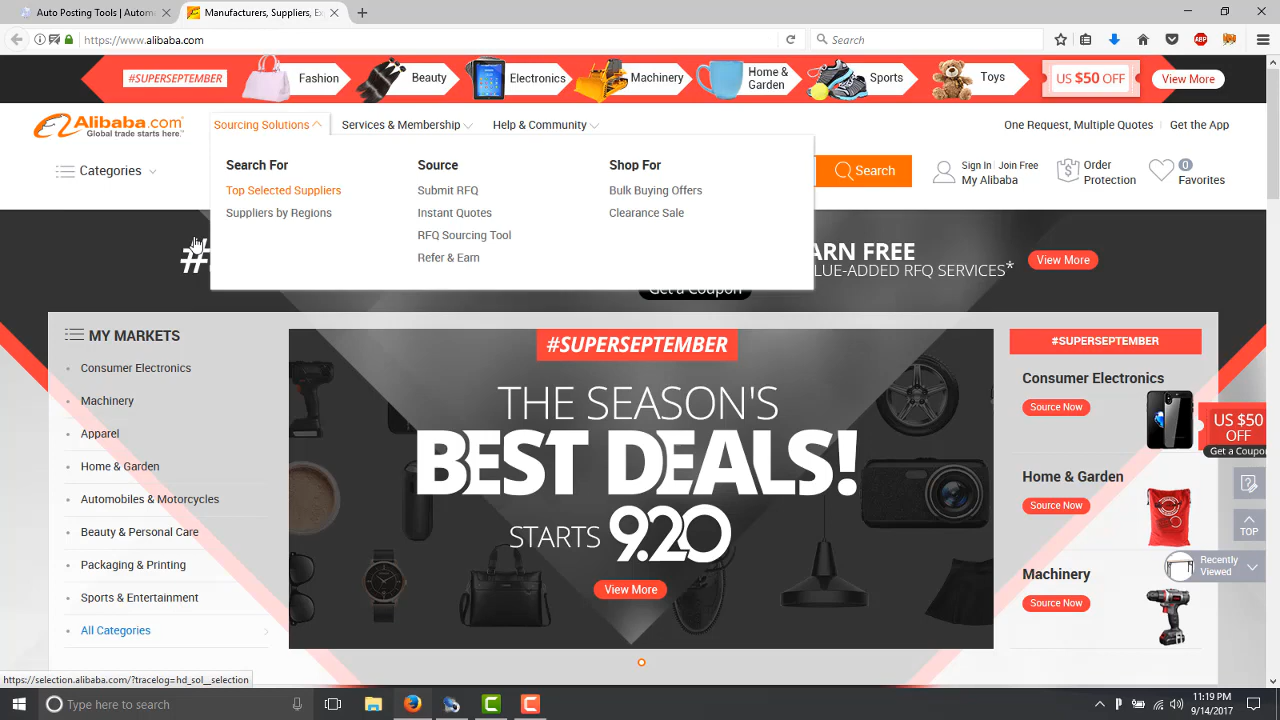 Auto Posting Tools | Automat
Manufacturers, Suppliers, Exp
https://www.alibaba.com
Search
#SUPERSEPTEMBER
Fashion
Beauty
Electronics
Machinery
Home &
Garden
Sports
Toys
US $50 OFF
View More
Alibaba.com
Global trade starts here.™
Sourcing Solutions
Services & Membership
Help & Community
One Request, Multiple Quotes
Get the App
Categories
Search For
Top Selected Suppliers
Suppliers by Regions
Source
Submit RFQ
Instant Quotes
RFQ Sourcing Tool
Refer & Earn
Shop For
Bulk Buying Offers
Clearance Sale
Search
Sign In | Join Free
My Alibaba
Order
Protection
0
Favorites
#
ARN FREE
LUE-ADDED RFQ SERVICES*
View More
Get a Coupon
MY MARKETS
Consumer Electronics
Machinery
Apparel
Home & Garden
Automobiles & Motorcycles
Beauty & Personal Care
Packaging & Printing
Sports & Entertainment
All Categories
#SUPERSEPTEMBER
THE SEASON'S
BEST DEALS!
STARTS 9.20
View More
#SUPERSEPTEMBER
Consumer Electronics
Source Now
Home & Garden
Source Now
Machinery
Source Now
US $50
OFF
Get a Coupon
TOP
Recently
Viewed
https://selection.alibaba.com/?tracelog=hd_sol__selection
Type here to search
11:19 PM
9/14/2017